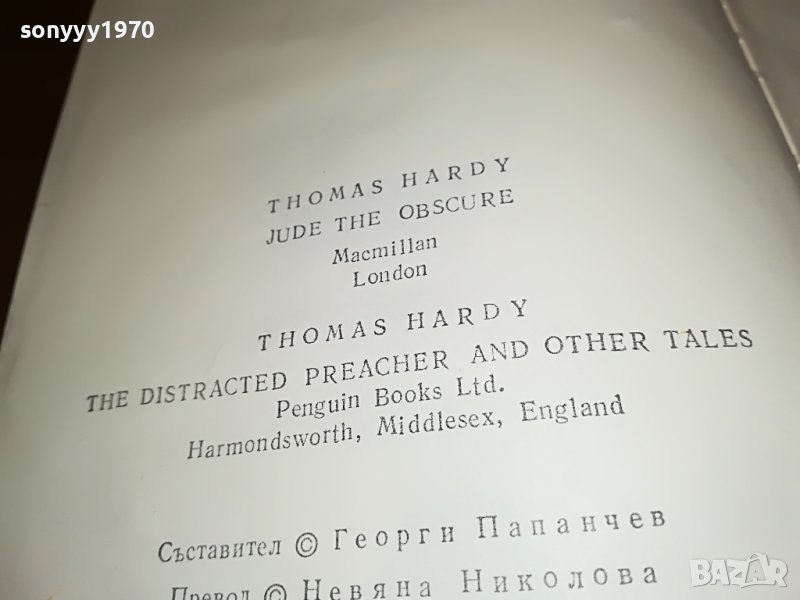 sonyyy1970
THOMAS HARDY
JUDE THE OBSCURE
Macmillan
London
THOMAS HARDY
THE DISTRACTED PREACHER AND OTHER TALES
Penguin Books Ltd.
Harmondsworth, Middlesex, England
Съставител © Георги Папанчев
Превод © Невяна Николова
BAZAR